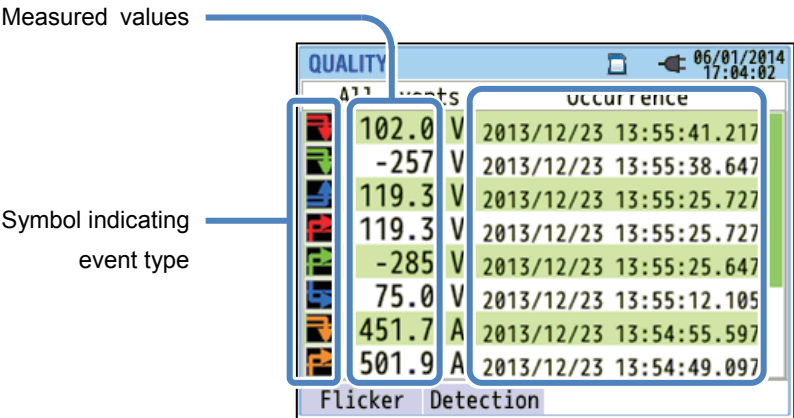 Measured values
QUALITY 06/01/2014
17:04:02
All Occurrence
102.0 V 2013/12/23 13:55:41.217
-257 V 2013/12/23 13:55:38.647
119.3 V 2013/12/23 13:55:25.727
119.3 V 2013/12/23 13:55:25.727
-285 V 2013/12/23 13:55:25.647
75.0 V 2013/12/23 13:55:12.105
451.7 A 2013/12/23 13:54:55.597
501.9 A 2013/12/23 13:54:49.097
Symbol indicating
event type
Flicker Detection